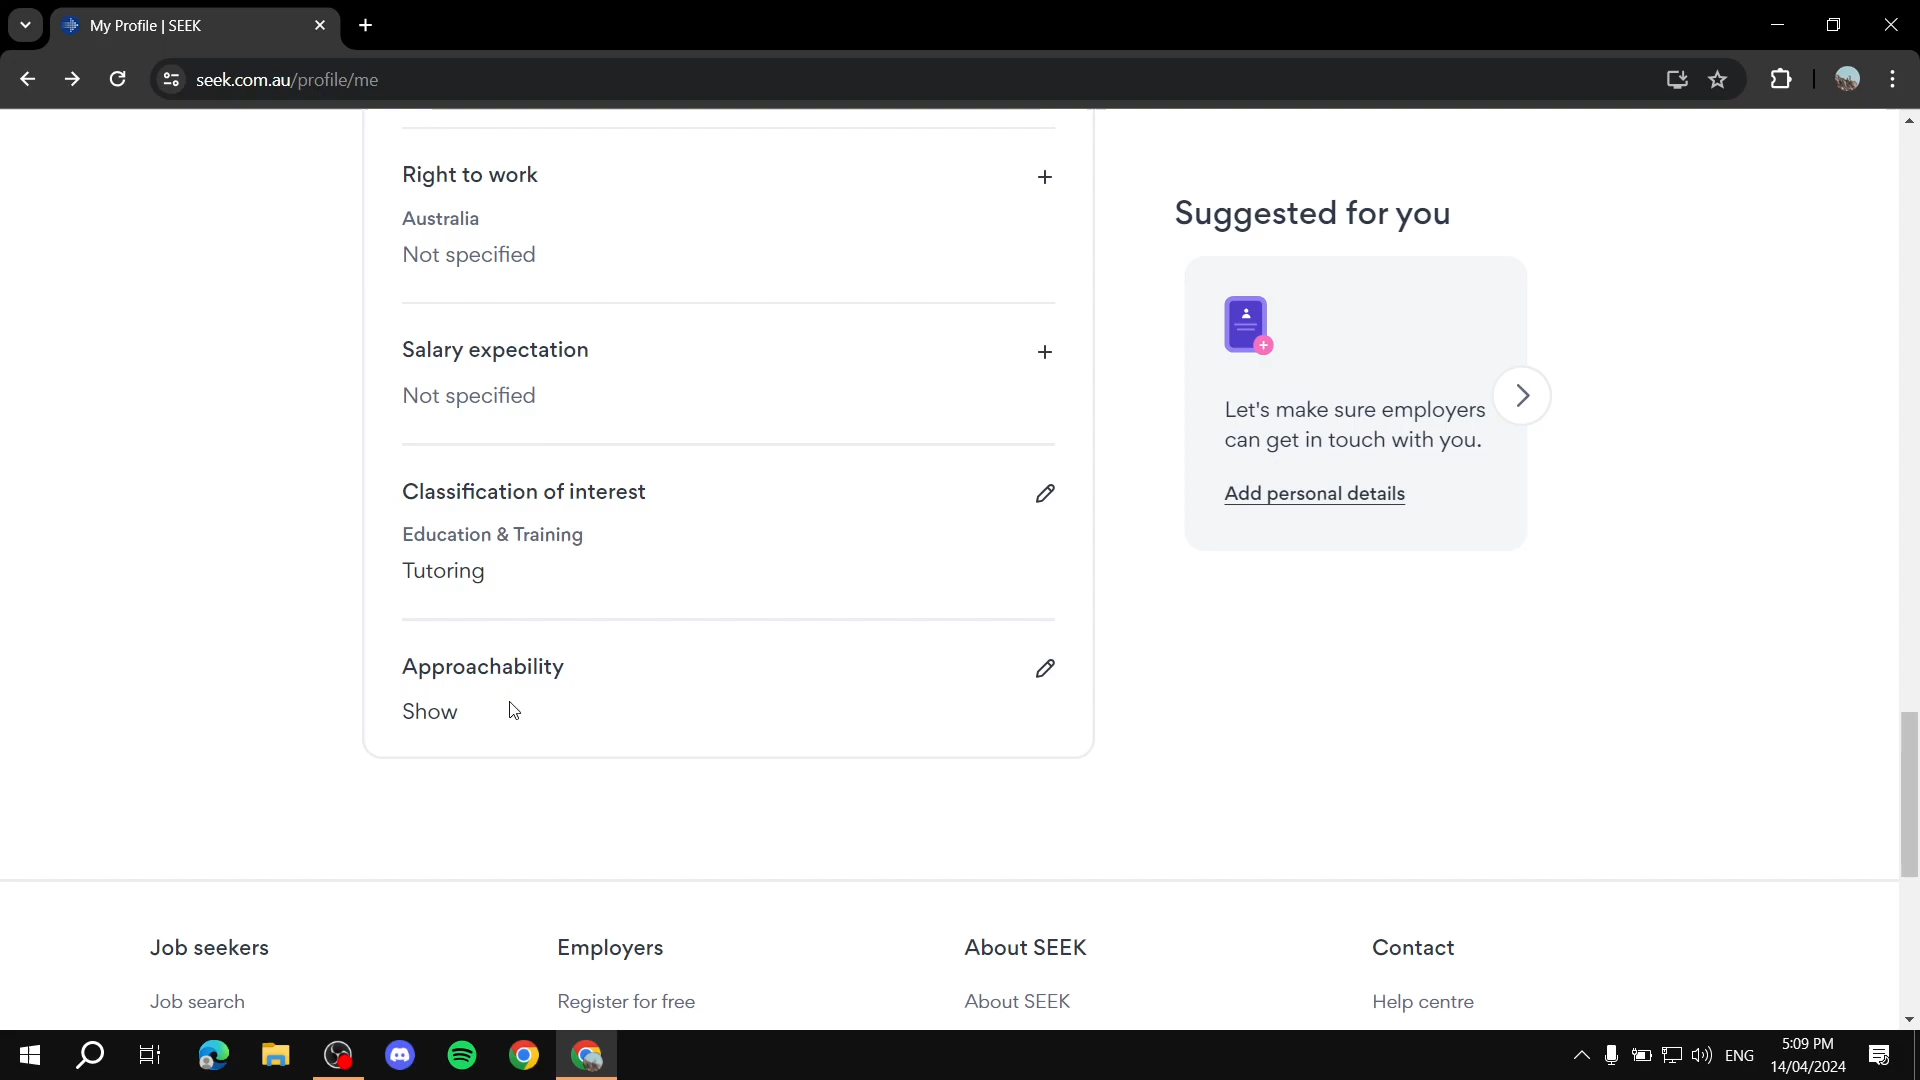 My Profile | SEEK
seek.com.au/profile/me
Right to work
Australia
Not specified
Salary expectation
Not specified
Classification of interest
Education & Training
Tutoring
Approachability
Show
Suggested for you
Let's make sure employers
can get in touch with you.
Add personal details
Job seekers
Employers
About SEEK
Contact
Job search
Register for free
About SEEK
Help centre
ENG
5:09 PM
14/04/2024